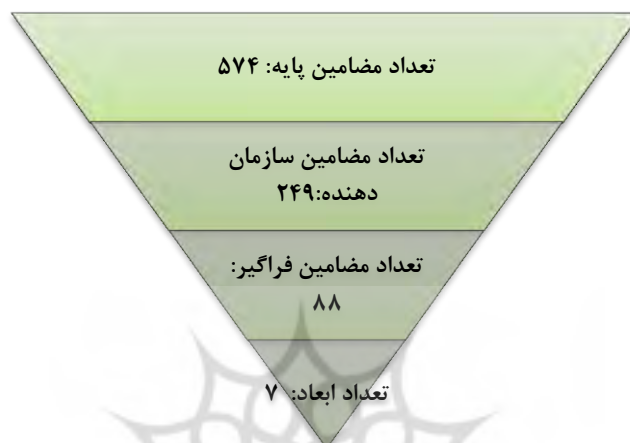 تعداد مضامین پایه: ۵۷۴
تعداد مضامین سازمان
دهنده:۲۴۹
تعداد مضامین فراگیر:
۸۸
تعداد ابعاد: ۷